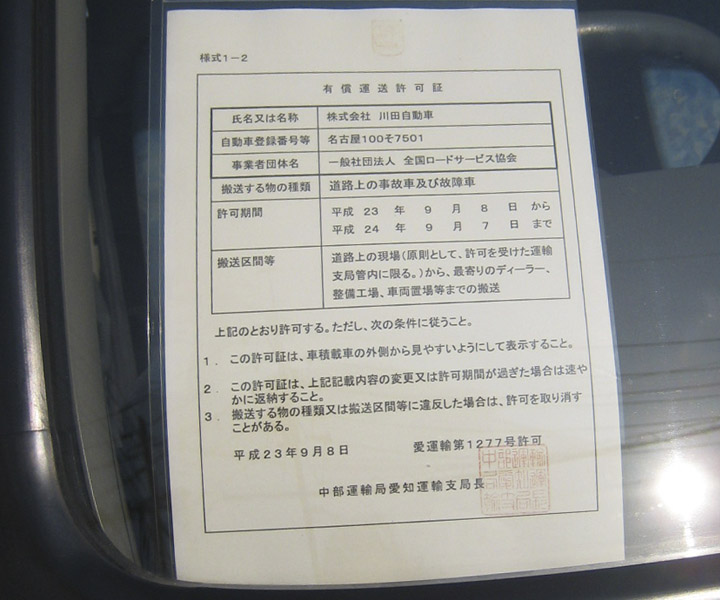 様式1-2
有償運送許可証
氏名又は名称 株式会社 川田自動車
自動車登録番号等 名古屋100そ7501
事業者団体名 一般社団法人 全国ロードサービス協会
搬送する物の種類 道路上の事故車及び故障車
許可期間 平成 23 年 9 月 8 日 から
平成 24 年 9 月 7 日 まで
搬送区間等 道路上の現場(原則として、許可を受けた運輸
支局管内に限る。)から、最寄りのディーラー、
整備工場、車両置場等までの搬送
上記のとおり許可する。ただし、次の条件に従うこと。
1. この許可証は、車積載車の外側から見やすいようにして表示すること。
2. この許可証は、上記記載内容の変更又は許可期間が過ぎた場合は速や
かに返納すること。
3. 搬送する物の種類又は搬送区間等に違反した場合は、許可を取り消す
ことがある。
平成23年9月8日 愛運輸第1277号許可
中部運輸局愛知運輸支局長